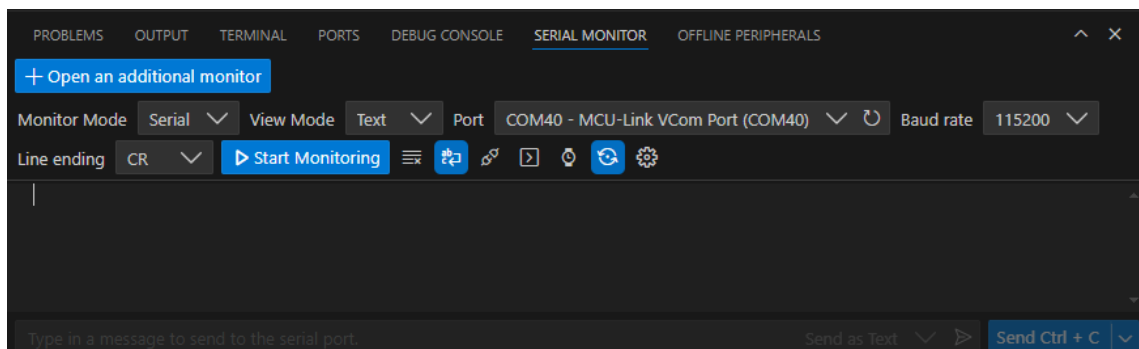 PROBLEMS OUTPUT TERMINAL PORTS DEBUG CONSOLE SERIAL MONITOR OFFLINE PERIPHERALS
+ Open an additional monitor
Monitor Mode Serial View Mode Text Port COM40 - MCU-Link VCom Port (COM40) Baud rate 115200
Line ending CR Start Monitoring
Type in a message to send to the serial port. Send as Text Send Ctrl + C